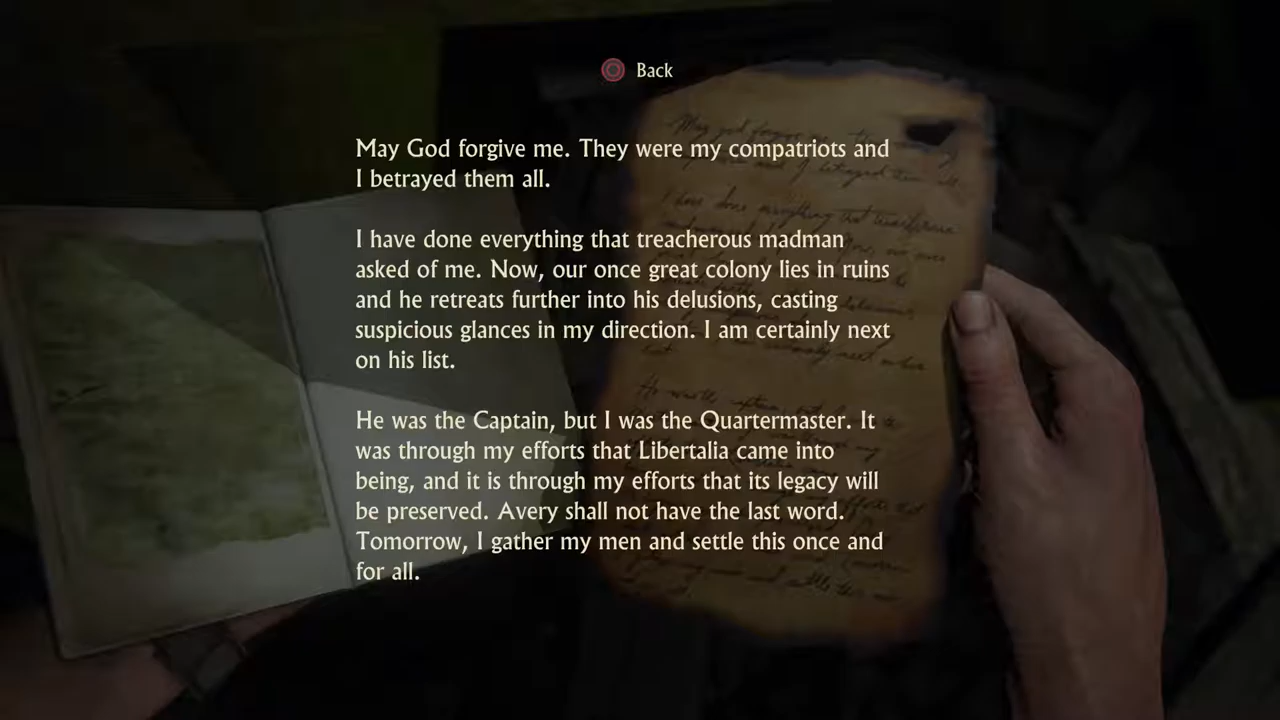 Back
May God forgive me. They were my compatriots and
I betrayed them all.
I have done everything that treacherous madman
asked of me. Now, our once great colony lies in ruins
and he retreats further into his delusions, casting
suspicious glances in my direction. I am certainly next
on his list.
He was the Captain, but I was the Quartermaster. It
was through my efforts that Libertalia came into
being, and it is through my efforts that its legacy will
be preserved. Avery shall not have the last word.
Tomorrow, I gather my men and settle this once and
for all.